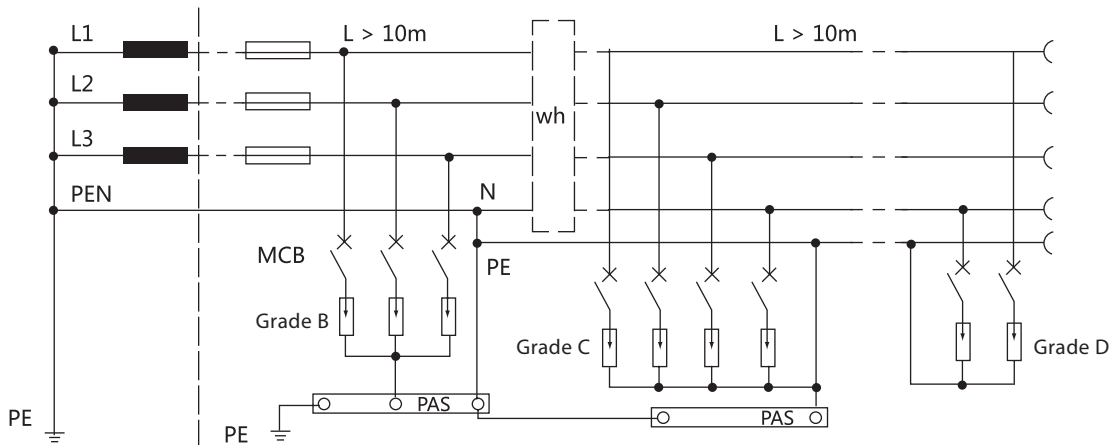 L1
L > 10m
L > 10m
L2
wh
L3
PEN
N
MCB
PE
Grade B
Grade C
Grade D
PAS
PAS
PE
PE